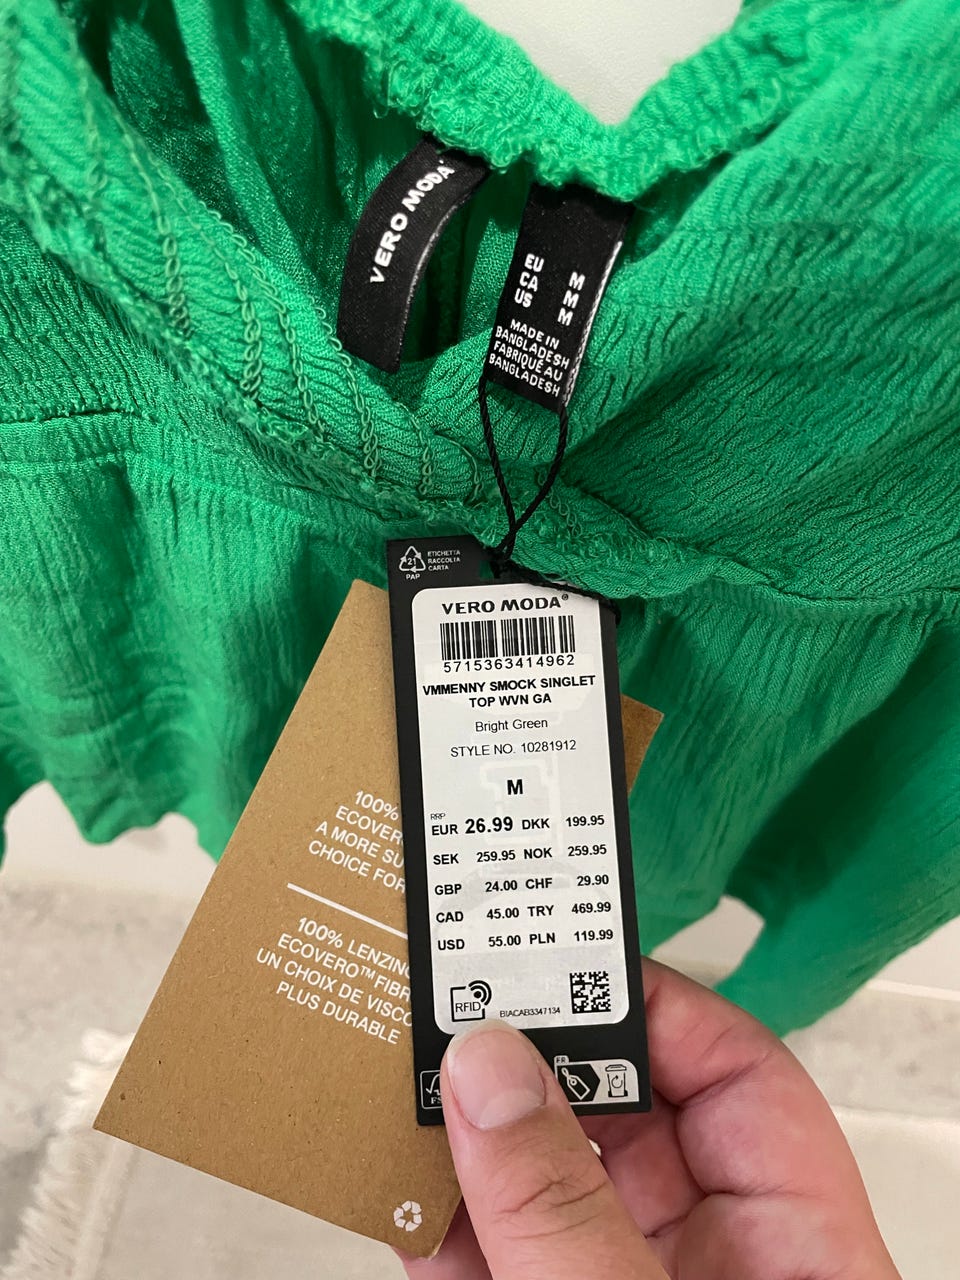 VERO MODA
EU M
CA M
US M
MADE IN
BANGLADESH
FABRIQUÉ AU
BANGLADESH
21
PAP
ETICHETTA
RACCOLTA
CARTA
VERO MODA®
5715363414962
VMMENNY SMOCK SINGLET
TOP WVN GA
Bright Green
STYLE NO. 10281912
M
RRP
EUR 26.99 DKK 199.95
SEK 259.95 NOK 259.95
GBP 24.00 CHF 29.90
CAD 45.00 TRY 469.99
USD 55.00 PLN 119.99
RFID
BIACAB3347134
FR
FS
100%
ECOVER
A MORE SU
CHOICE FOR
100% LENZING
ECOVERO™ FIBR
UN CHOIX DE VISCO
PLUS DURABLE